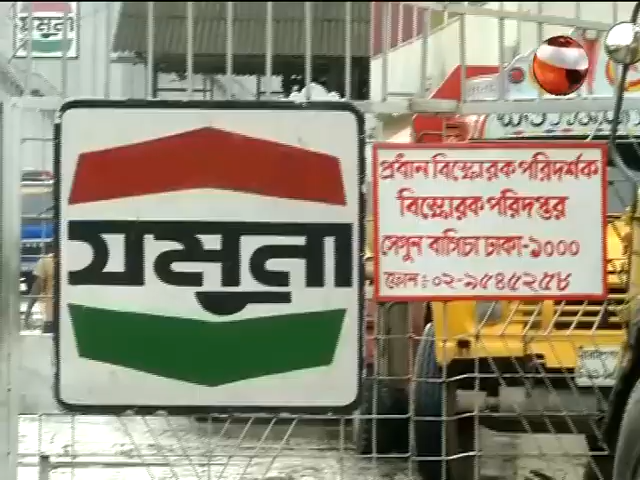 যমুনা
প্রধান বিস্ফোরক পরিদর্শক
বিস্ফোরক পরিদপ্তর
সেগুন বাগিচা ঢাকা-১০০০
ফোন : ০২-৯৫৪৫২৫৮